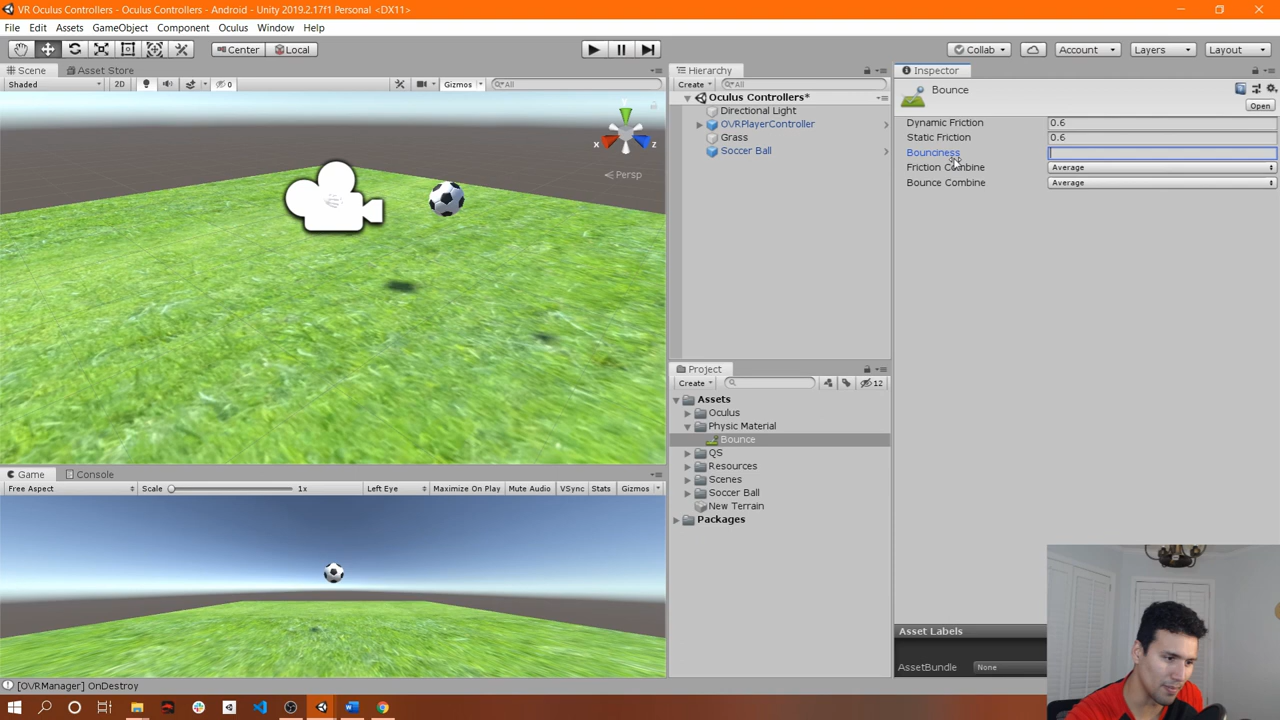 VR Oculus Controllers - Oculus Controllers - Android - Unity 2019.2.17f1 Personal <DX11>
File Edit Assets GameObject Component Oculus Window Help
Center Local Collab Account Layers Layout
Scene Asset Store
Shaded 2D 0 Gizmos All
y x z
Persp
Hierarchy
Create All
Oculus Controllers*
Directional Light
OVRPlayerController
Grass
Soccer Ball
Inspector
Bounce
Open
Dynamic Friction 0.6
Static Friction 0.6
Bounciness
Friction Combine Average
Bounce Combine Average
Project
Create 12
Assets
Oculus
Physic Material
Bounce
QS
Resources
Scenes
Soccer Ball
New Terrain
Packages
Game Console
Free Aspect Scale 1x Left Eye Maximize On Play Mute Audio VSync Stats Gizmos
Asset Labels
AssetBundle None
[OVRManager] OnDestroy